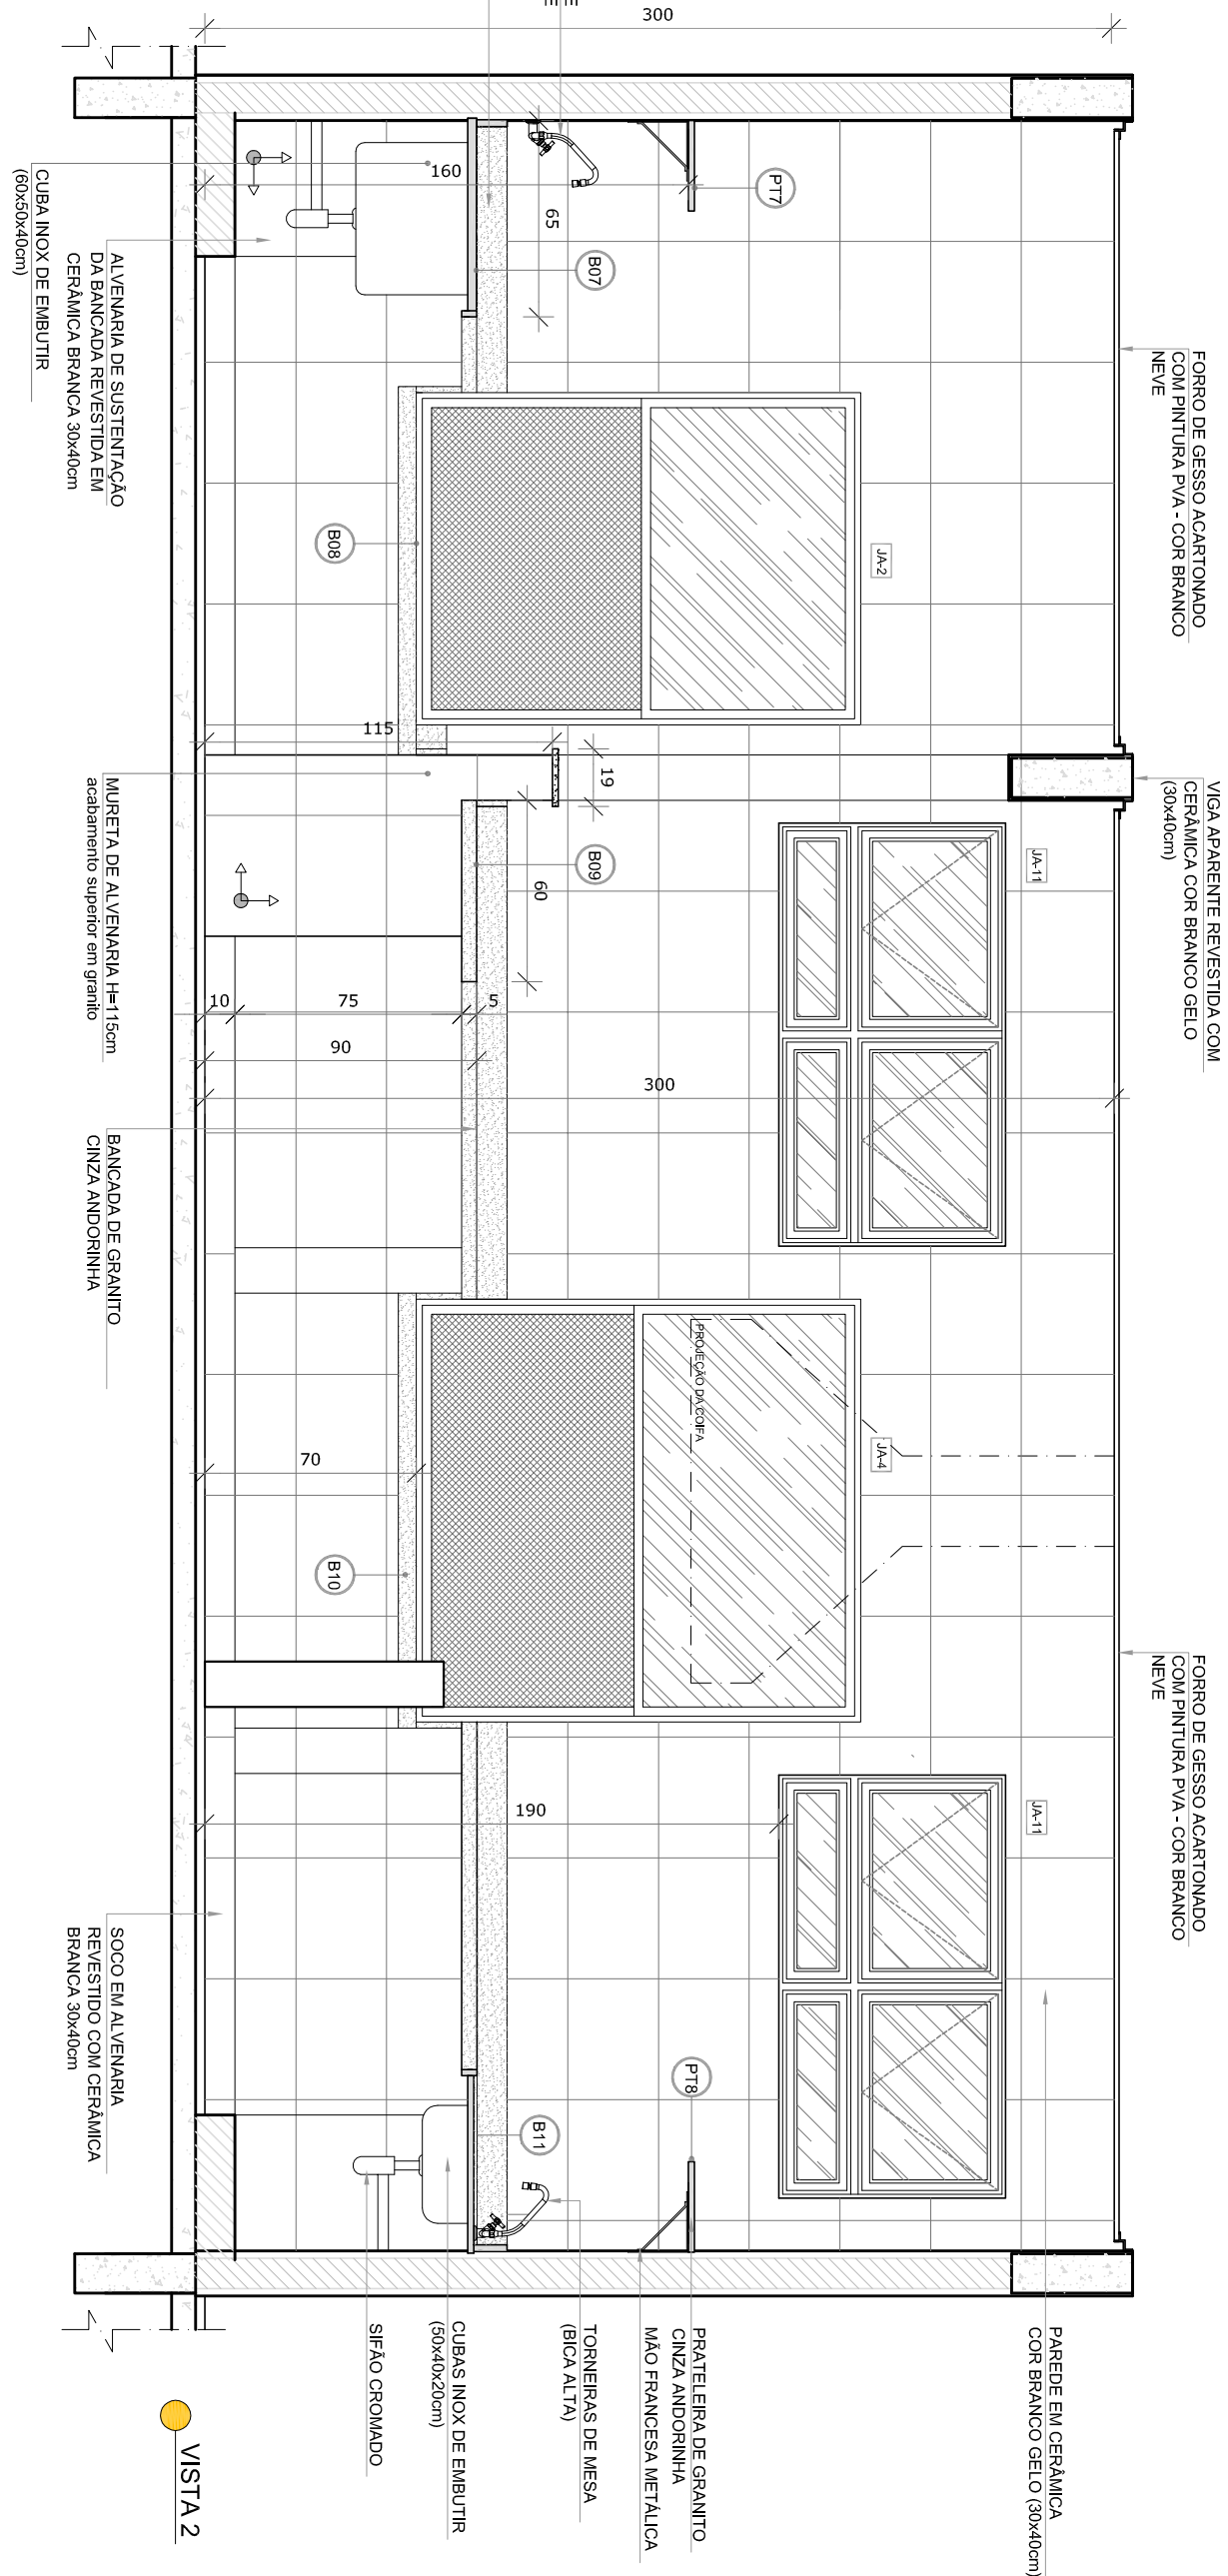 FORRO DE GESSO ACARTONADO
COM PINTURA PVA - COR BRANCO
NEVE
VIGA APARENTE REVESTIDA COM
CERÂMICA COR BRANCO GELO
(30x40cm)
FORRO DE GESSO ACARTONADO
COM PINTURA PVA - COR BRANCO
NEVE
PAREDE EM CERÂMICA
COR BRANCO GELO (30x40cm)
300
JA-11
JA-11
JA-2
JA-4
PT7
PROJEÇÃO DA COIFA
PT8
PRATELEIRA DE GRANITO
CINZA ANDORINHA
MÃO FRANCESA METÁLICA
TORNEIRAS DE MESA
(BICA ALTA)
300
190
19
65
60
B07
B09
B11
160
115
5
75
10
90
70
B08
B10
CUBAS INOX DE EMBUTIR
(50x40x20cm)
SIFÃO CROMADO
CUBA INOX DE EMBUTIR
(60x50x40cm)
ALVENARIA DE SUSTENTAÇÃO
DA BANCADA REVESTIDA EM
CERÂMICA BRANCA 30x40cm
MURETA DE ALVENARIA H=115cm
acabamento superior em granito
BANCADA DE GRANITO
CINZA ANDORINHA
SOCO EM ALVENARIA
REVESTIDO COM CERÂMICA
BRANCA 30x40cm
VISTA 2